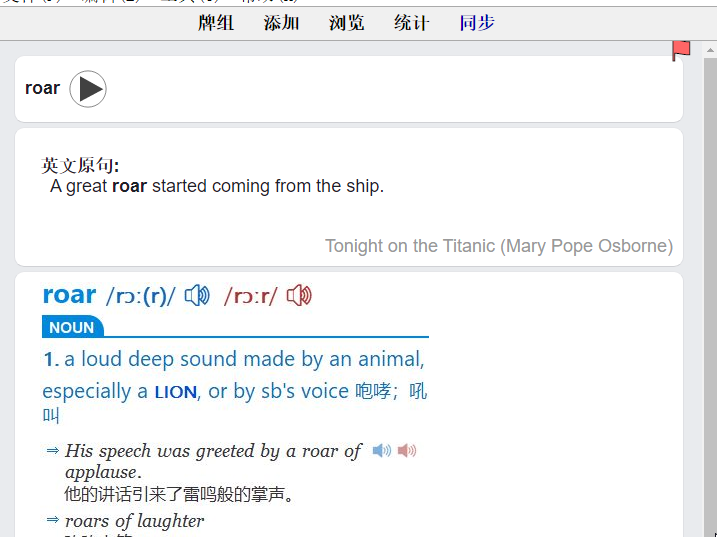 牌组 添加 浏览 统计 同步
roar
英文原句:
A great roar started coming from the ship.
Tonight on the Titanic (Mary Pope Osborne)
roar /rɔː(r)/ /rɔːr/
NOUN
1. a loud deep sound made by an animal,
especially a LION, or by sb's voice 咆哮；吼
叫
⇒ His speech was greeted by a roar of
applause.
他的讲话引来了雷鸣般的掌声。
⇒ roars of laughter